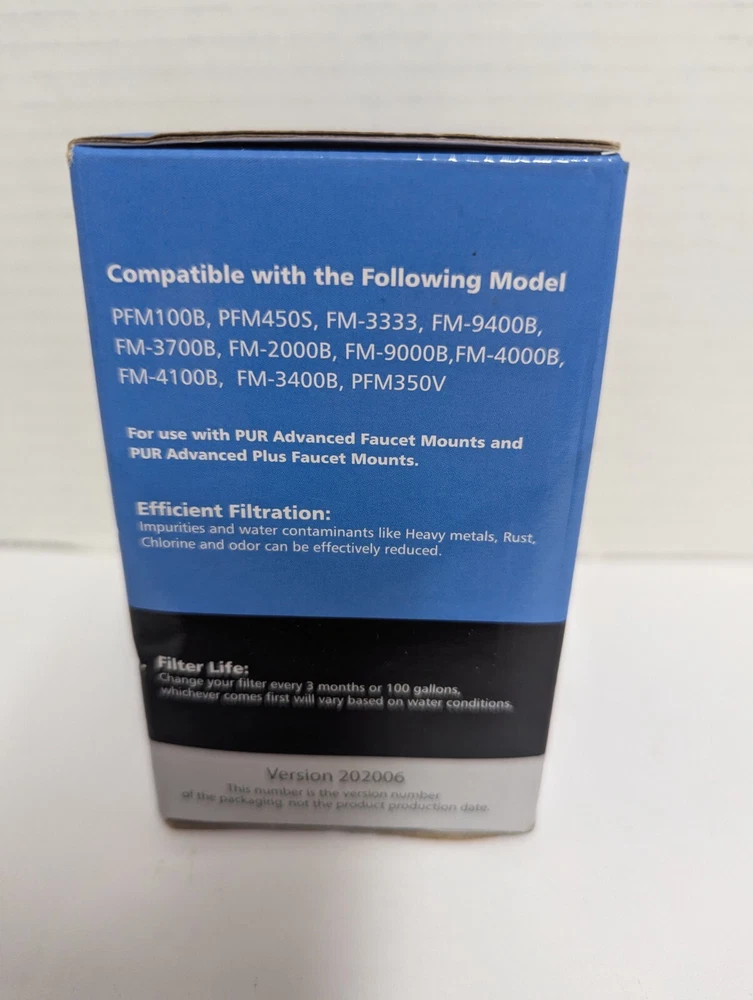 Compatible with the Following Model
PFM100B, PFM450S, FM-3333, FM-9400B,
FM-3700B, FM-2000B, FM-9000B,FM-4000B,
FM-4100B, FM-3400B, PFM350V
For use with PUR Advanced Faucet Mounts and
PUR Advanced Plus Faucet Mounts.
Efficient Filtration:
Impurities and water contaminants like Heavy metals, Rust,
Chlorine and odor can be effectively reduced.
Filter Life:
Change your filter every 3 months or 100 gallons,
whichever comes first will vary based on water conditions.
Version 202006
This number is the version number
of the packaging, not the product production date.